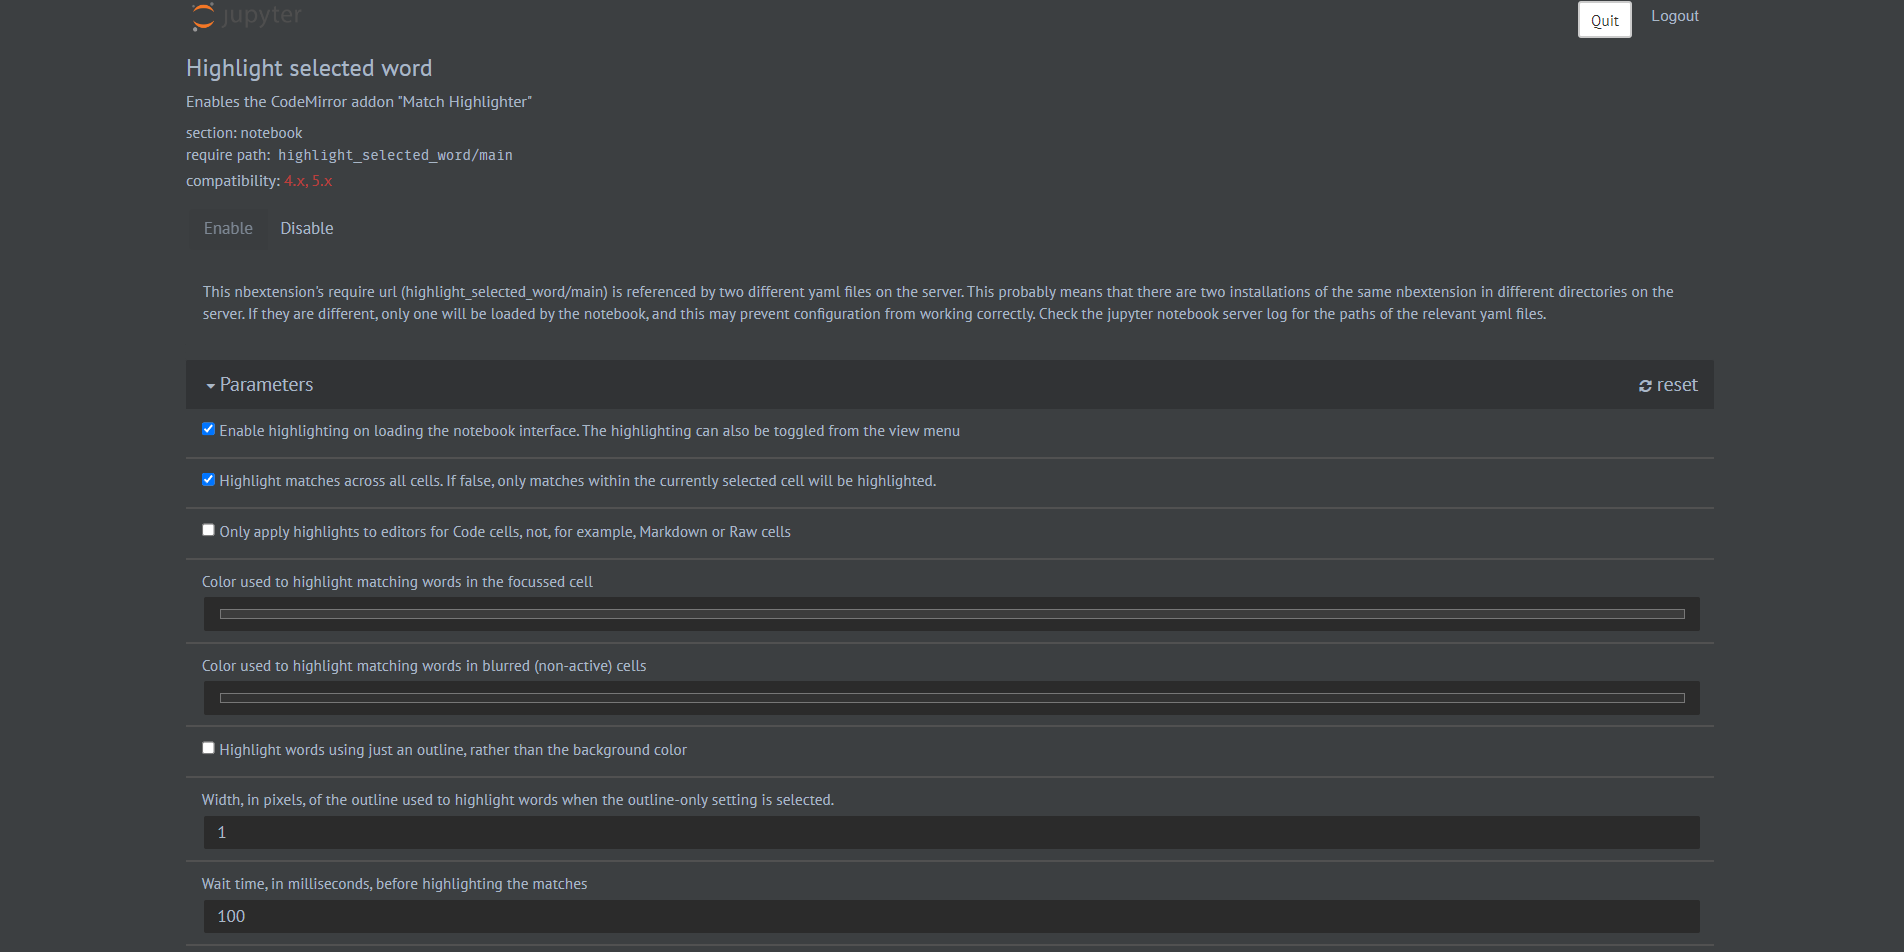 jupyter
Quit
Logout
Highlight selected word
Enables the CodeMirror addon "Match Highlighter"
section: notebook
require path: highlight_selected_word/main
compatibility: 4.x, 5.x
Enable
Disable
This nbextension's require url (highlight_selected_word/main) is referenced by two different yaml files on the server. This probably means that there are two installations of the same nbextension in different directories on the
server. If they are different, only one will be loaded by the notebook, and this may prevent configuration from working correctly. Check the jupyter notebook server log for the paths of the relevant yaml files.
Parameters
reset
Enable highlighting on loading the notebook interface. The highlighting can also be toggled from the view menu
Highlight matches across all cells. If false, only matches within the currently selected cell will be highlighted.
Only apply highlights to editors for Code cells, not, for example, Markdown or Raw cells
Color used to highlight matching words in the focussed cell
Color used to highlight matching words in blurred (non-active) cells
Highlight words using just an outline, rather than the background color
Width, in pixels, of the outline used to highlight words when the outline-only setting is selected.
1
Wait time, in milliseconds, before highlighting the matches
100